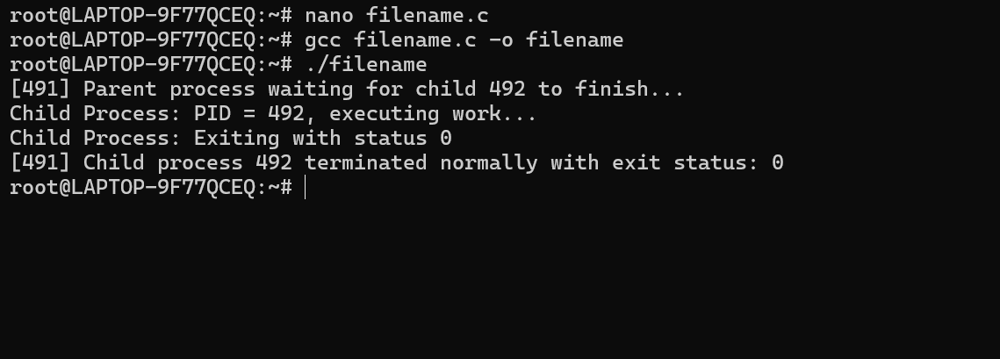 root@LAPTOP-9F77QCEQ:~# nano filename.c
root@LAPTOP-9F77QCEQ:~# gcc filename.c -o filename
root@LAPTOP-9F77QCEQ:~# ./filename
[491] Parent process waiting for child 492 to finish...
Child Process: PID = 492, executing work...
Child Process: Exiting with status 0
[491] Child process 492 terminated normally with exit status: 0
root@LAPTOP-9F77QCEQ:~#